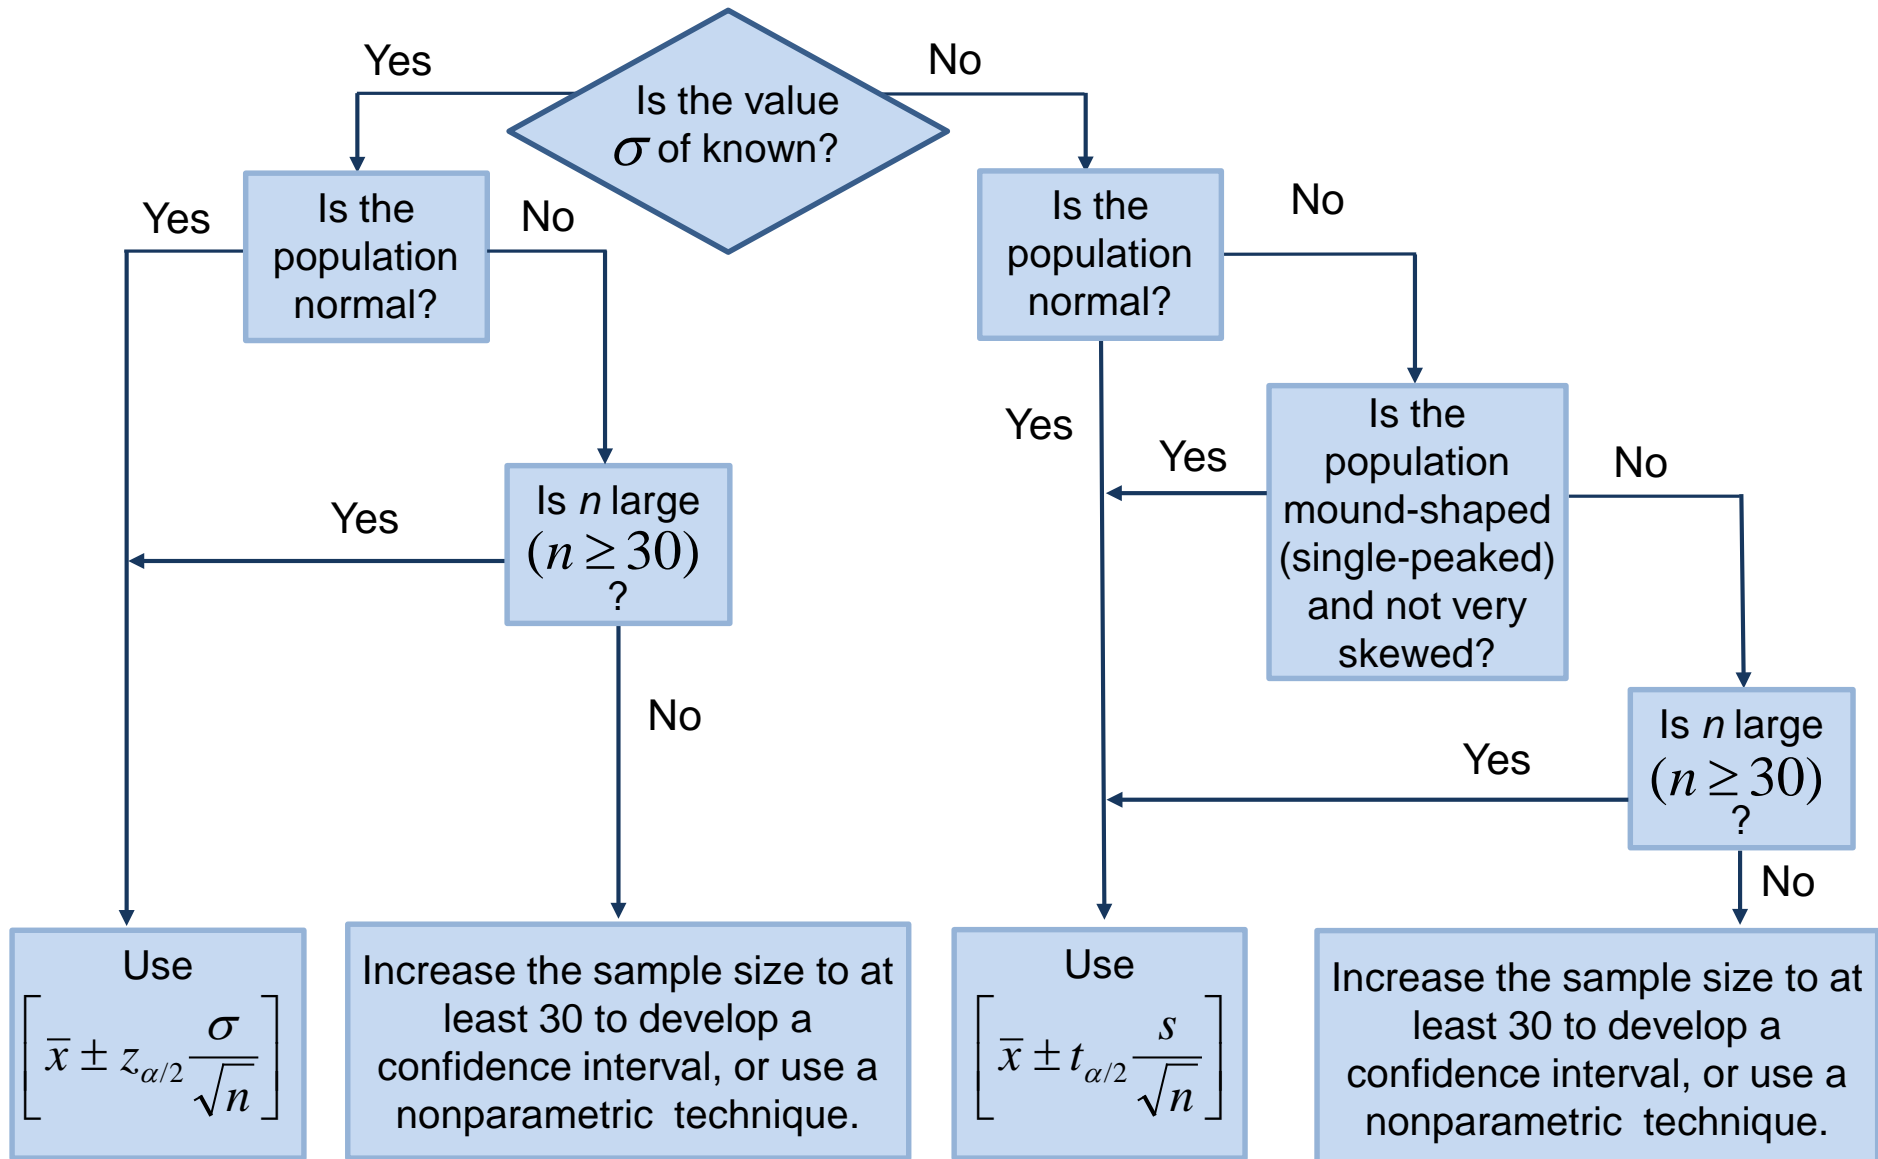 Yes
No
Is the value
σ of known?
Yes
Is the
population
normal?
No
Is the
population
normal?
No
Yes
Is n large
(n ≥ 30)
?
Yes
Yes
Is the
population
mound-shaped
(single-peaked)
and not very
skewed?
No
No
Yes
Is n large
(n ≥ 30)
?
No
Use
[x̄ ± z_{α/2} σ/√n]
Increase the sample size to at
least 30 to develop a
confidence interval, or use a
nonparametric technique.
Use
[x̄ ± t_{α/2} s/√n]
Increase the sample size to at
least 30 to develop a
confidence interval, or use a
nonparametric technique.